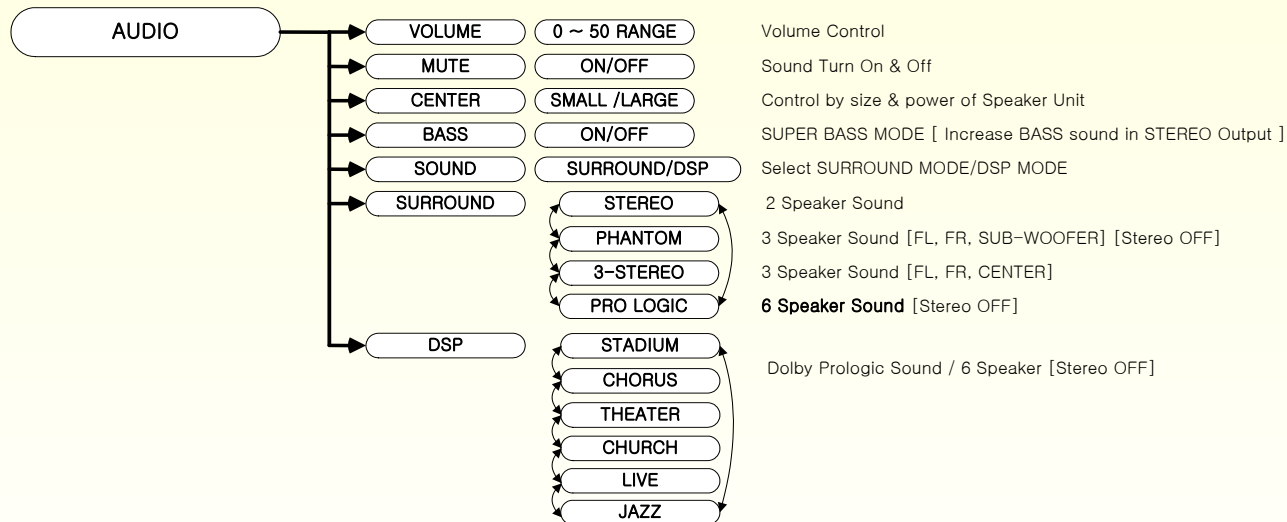 AUDIO
VOLUME 0 ~ 50 RANGE Volume Control
MUTE ON/OFF Sound Turn On & Off
CENTER SMALL /LARGE Control by size & power of Speaker Unit
BASS ON/OFF SUPER BASS MODE [ Increase BASS sound in STEREO Output ]
SOUND SURROUND/DSP Select SURROUND MODE/DSP MODE
SURROUND STEREO 2 Speaker Sound
PHANTOM 3 Speaker Sound [FL, FR, SUB-WOOFER] [Stereo OFF]
3-STEREO 3 Speaker Sound [FL, FR, CENTER]
PRO LOGIC 6 Speaker Sound [Stereo OFF]
DSP STADIUM
Dolby Prologic Sound / 6 Speaker [Stereo OFF]
CHORUS
THEATER
CHURCH
LIVE
JAZZ